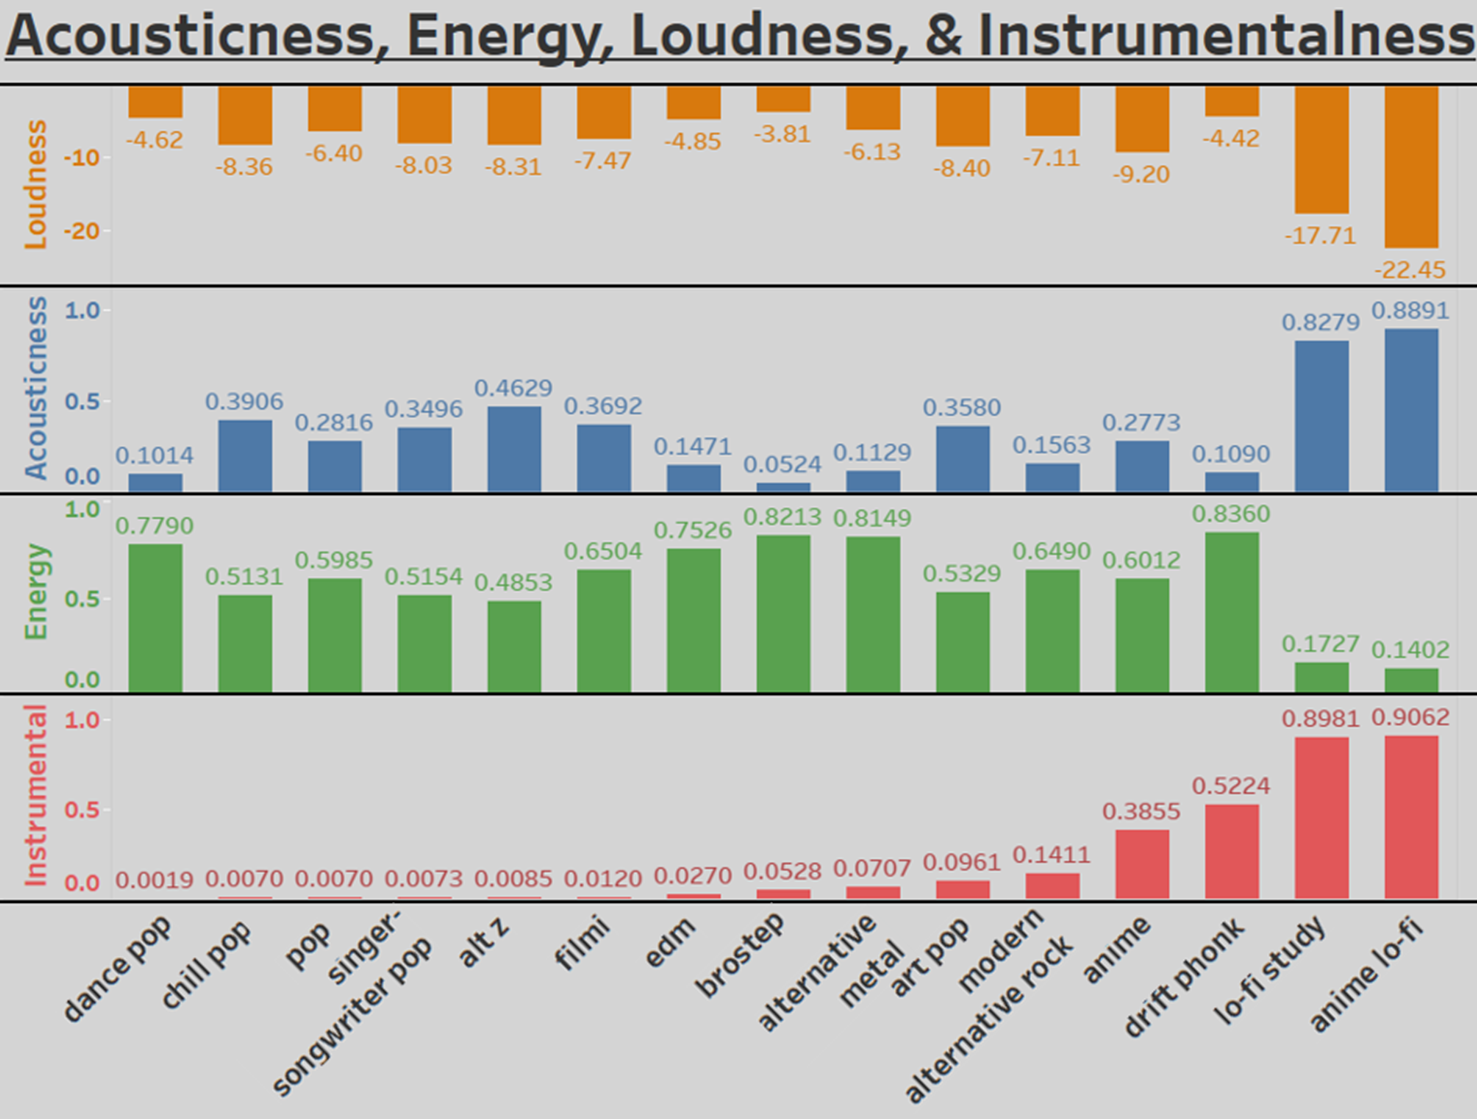 Acousticness, Energy, Loudness, & Instrumentalness
Loudness
-10
-20
-4.62 -8.36 -6.40 -8.03 -8.31 -7.47 -4.85 -3.81 -6.13 -8.40 -7.11 -9.20 -4.42 -17.71 -22.45
Acousticness
1.0
0.5
0.0
0.1014 0.3906 0.2816 0.3496 0.4629 0.3692 0.1471 0.0524 0.1129 0.3580 0.1563 0.2773 0.1090 0.8279 0.8891
Energy
1.0
0.5
0.0
0.7790 0.5131 0.5985 0.5154 0.4853 0.6504 0.7526 0.8213 0.8149 0.5329 0.6490 0.6012 0.8360 0.1727 0.1402
Instrumental
1.0
0.5
0.0
0.0019 0.0070 0.0070 0.0073 0.0085 0.0120 0.0270 0.0528 0.0707 0.0961 0.1411 0.3855 0.5224 0.8981 0.9062
dance pop
chill pop
pop
singer-
songwriter pop
alt z
filmi
edm
brostep
alternative
metal
art pop
modern
alternative rock
anime
drift phonk
lo-fi study
anime lo-fi